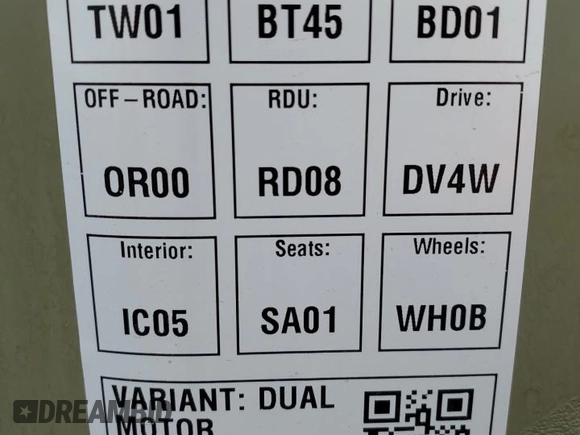 TW01 BT45 BD01
OFF-ROAD: RDU: Drive:
OR00 RD08 DV4W
Interior: Seats: Wheels:
IC05 SA01 WH0B
VARIANT: DUAL
MOTOR
DREAMBID